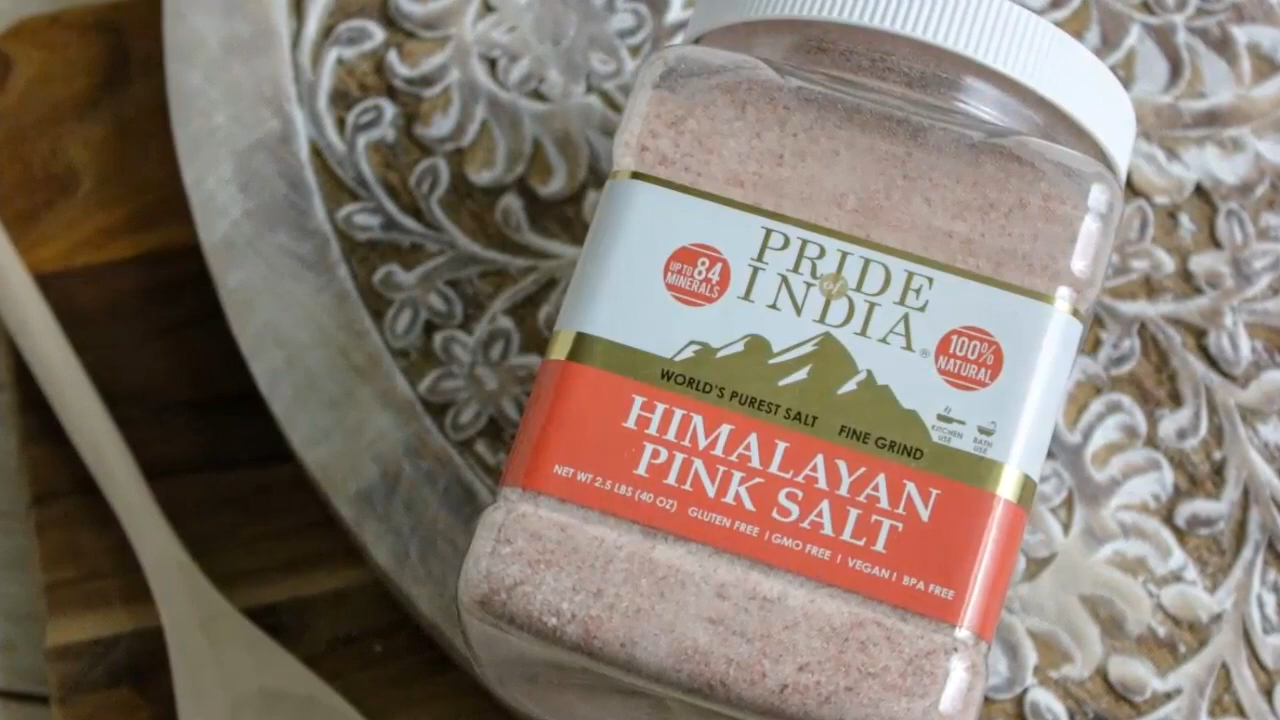 PRIDE
of
INDIA®
UP TO 84
MINERALS
100%
NATURAL
WORLD'S PUREST SALT FINE GRIND
KITCHEN
USE
BATH
USE
HIMALAYAN
PINK SALT
NET WT 2.5 LBS (40 OZ) GLUTEN FREE | GMO FREE | VEGAN | BPA FREE